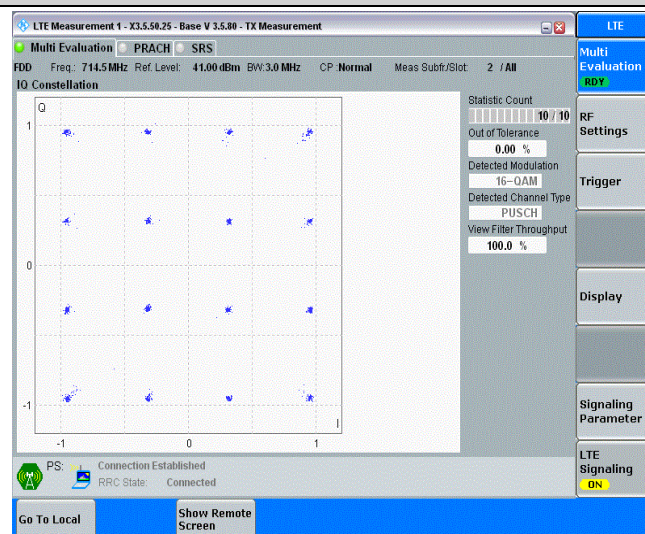 LTE Measurement 1 - X3.5.50.25 - Base V 3.5.80 - TX Measurement
LTE
Multi Evaluation PRACH SRS
FDD Freq.: 714.5 MHz Ref. Level: 41.00 dBm BW: 3.0 MHz CP : Normal Meas Subfr./Slot: 2 / All
IQ Constellation
Q
1
0
-1
-1 0 1
I
Statistic Count
10 / 10
Out of Tolerance
0.00 %
Detected Modulation
16-QAM
Detected Channel Type
PUSCH
View Filter Throughput
100.0 %
PS: Connection Established
RRC State: Connected
Multi
Evaluation
RDY
RF
Settings
Trigger
Display
Signaling
Parameter
LTE
Signaling
ON
Go To Local
Show Remote
Screen